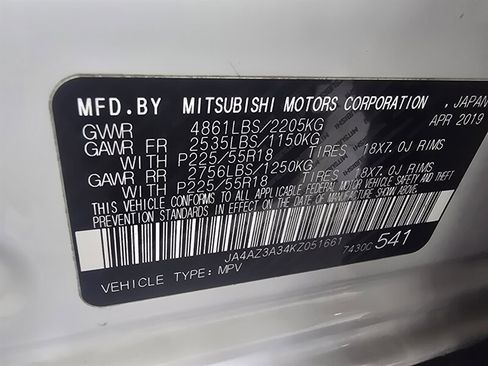 MFD.BY MITSUBISHI MOTORS CORPORATION , JAPAN
APR 2019
GVWR 4861LBS/2205KG
GAWR FR 2535LBS/1150KG
WITH P225/55R18 TIRES 18X7.0J RIMS
GAWR RR 2756LBS/1250KG
WITH P225/55R18 TIRES 18X7.0J RIMS
THIS VEHICLE CONFORMS TO ALL APPLICABLE FEDERAL MOTOR VEHICLE SAFETY AND THEFT
PREVENTION STANDARDS IN EFFECT ON THE DATE OF MANUFACTURE SHOWN ABOVE.
JA4AZ3A34KZ051661
7430C 541
VEHICLE TYPE: MPV